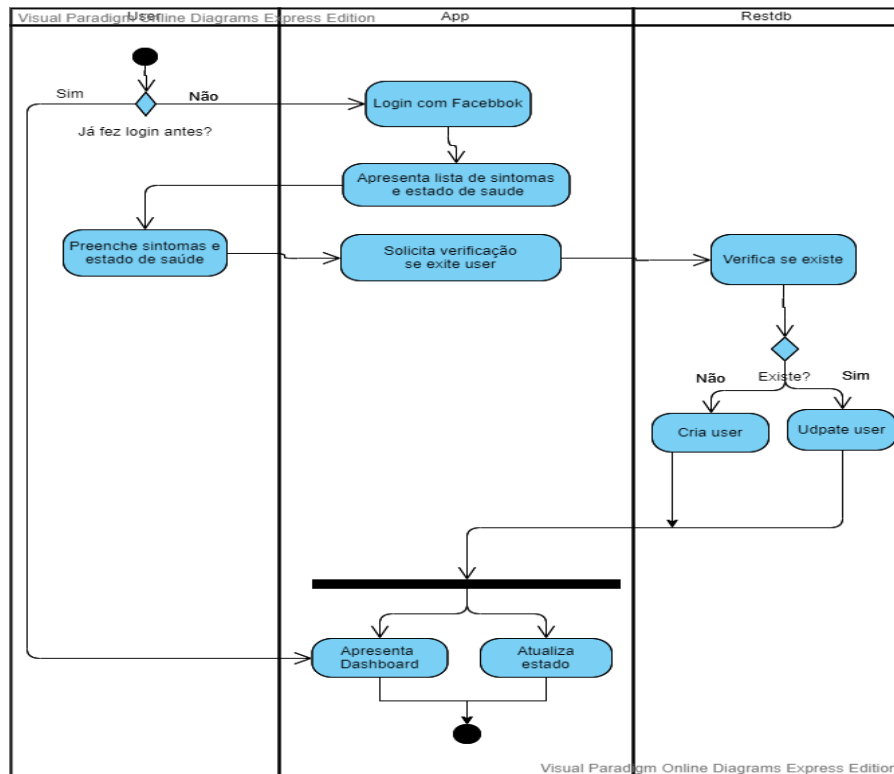 Visual Paradigm Online Diagrams Express Edition
User
App
Restdb
Sim
Não
Já fez login antes?
Login com Facebbok
Apresenta lista de sintomas
e estado de saude
Preenche sintomas e
estado de saúde
Solicita verificação
se exite user
Verifica se existe
Não
Existe?
Sim
Cria user
Udpate user
Apresenta
Dashboard
Atualiza
estado
Visual Paradigm Online Diagrams Express Edition